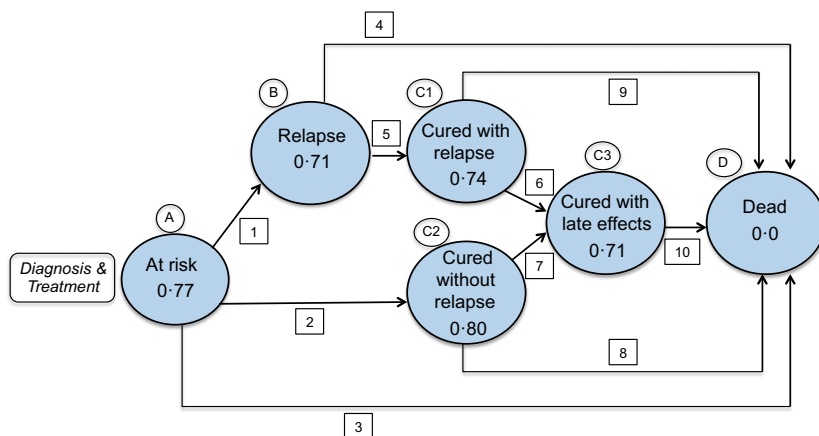 4
B
Relapse
0·71
5
C1
Cured with
relapse
0·74
9
6
C3
Cured with
late effects
0·71
10
D
Dead
0·0
A
At risk
0·77
1
Diagnosis &
Treatment
2
C2
Cured
without
relapse
0·80
7
8
3